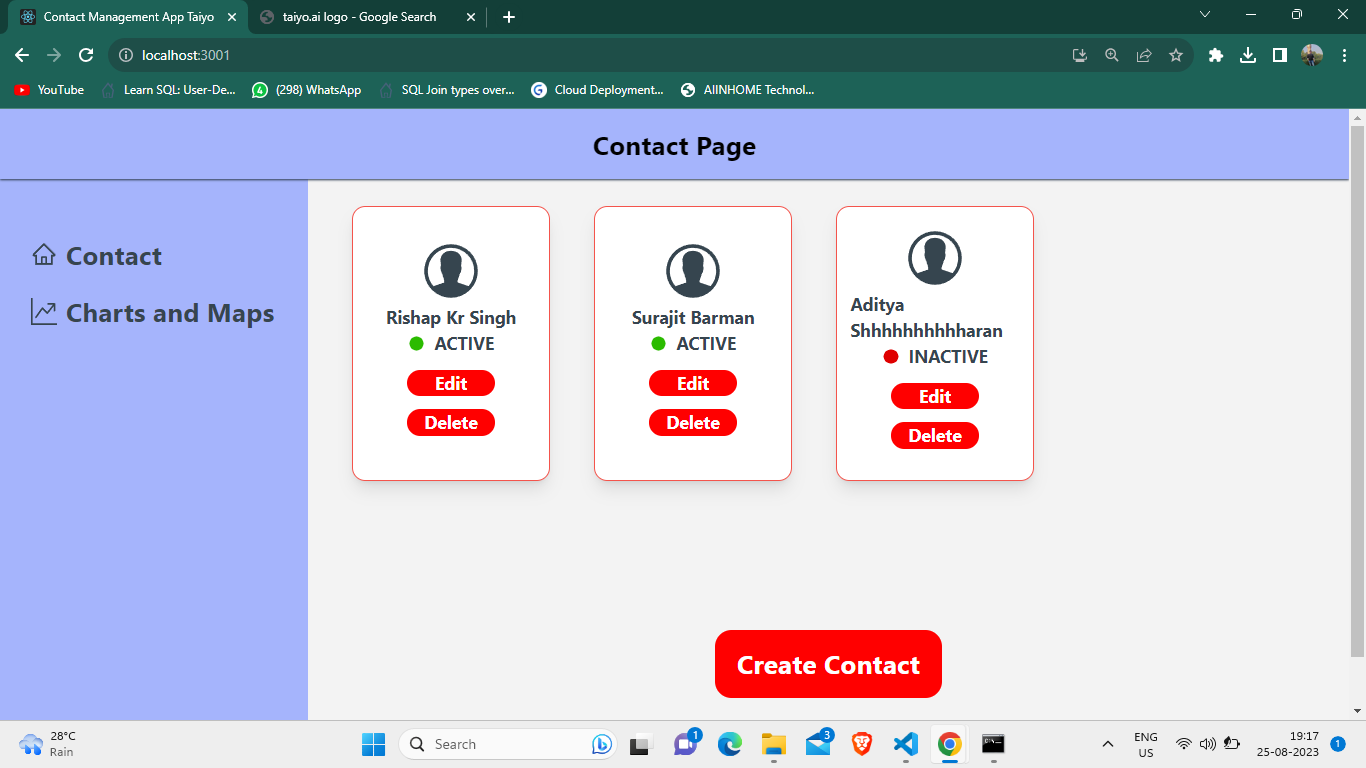 Contact Management App Taiyo
taiyo.ai logo - Google Search
localhost:3001
YouTube
Learn SQL: User-De...
(298) WhatsApp
SQL Join types over...
Cloud Deployment...
AIINHOME Technol...
Contact Page
Contact
Charts and Maps
Rishap Kr Singh
ACTIVE
Edit
Delete
Surajit Barman
ACTIVE
Edit
Delete
Aditya
Shhhhhhhhhharan
INACTIVE
Edit
Delete
Create Contact
28°C
Rain
Search
1
3
ENG
US
19:17
25-08-2023
1